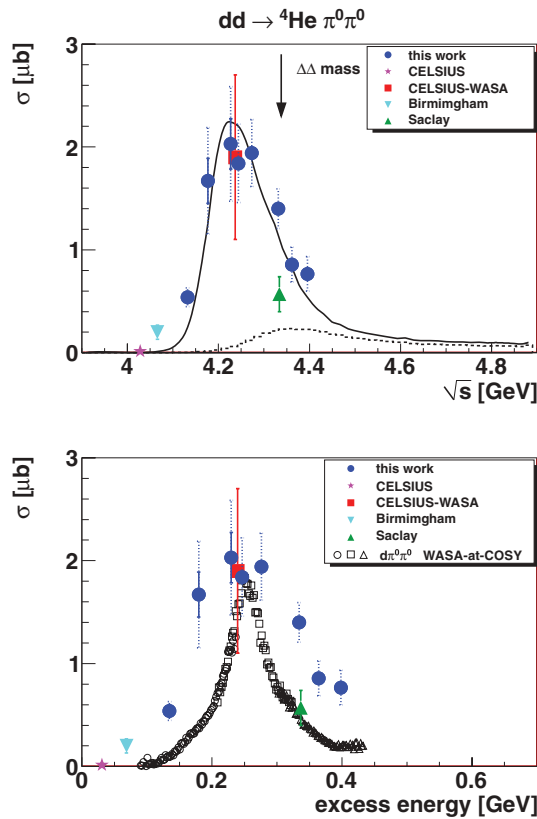 dd → ⁴He π⁰π⁰
σ [μb]
3
2
1
0
this work
CELSIUS
CELSIUS-WASA
Birmimgham
Saclay
ΔΔ mass
4 4.2 4.4 4.6 4.8
√s [GeV]
σ [μb]
3
2
1
0
this work
CELSIUS
CELSIUS-WASA
Birmimgham
Saclay
dπ⁰π⁰ WASA-at-COSY
0 0.2 0.4 0.6
excess energy [GeV]